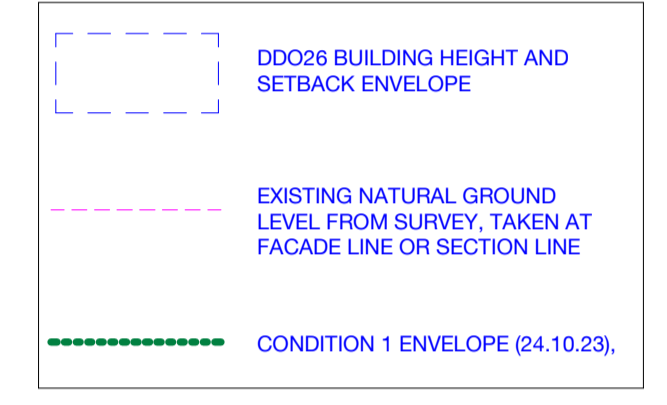 DDO26 BUILDING HEIGHT AND
SETBACK ENVELOPE
EXISTING NATURAL GROUND
LEVEL FROM SURVEY, TAKEN AT
FACADE LINE OR SECTION LINE
CONDITION 1 ENVELOPE (24.10.23),